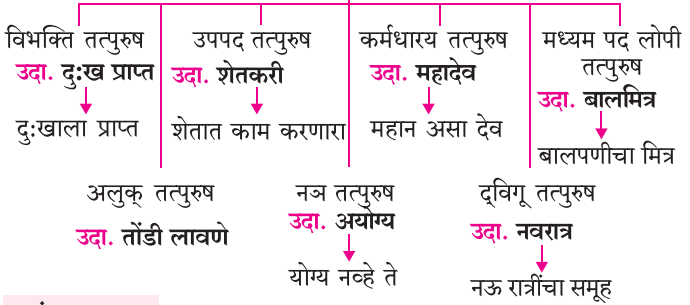 विभक्ति तत्पुरुष
उदा. दुःख प्राप्त
दुःखाला प्राप्त
उपपद तत्पुरुष
उदा. शेतकरी
शेतात काम करणारा
कर्मधारय तत्पुरुष
उदा. महादेव
महान असा देव
मध्यम पद लोपी
तत्पुरुष
उदा. बालमित्र
बालपणीचा मित्र
अलुक् तत्पुरुष
उदा. तोंडी लावणे
नञ तत्पुरुष
उदा. अयोग्य
योग्य नव्हे ते
द्‌विगू तत्पुरुष
उदा. नवरात्र
नऊ रात्रींचा समूह